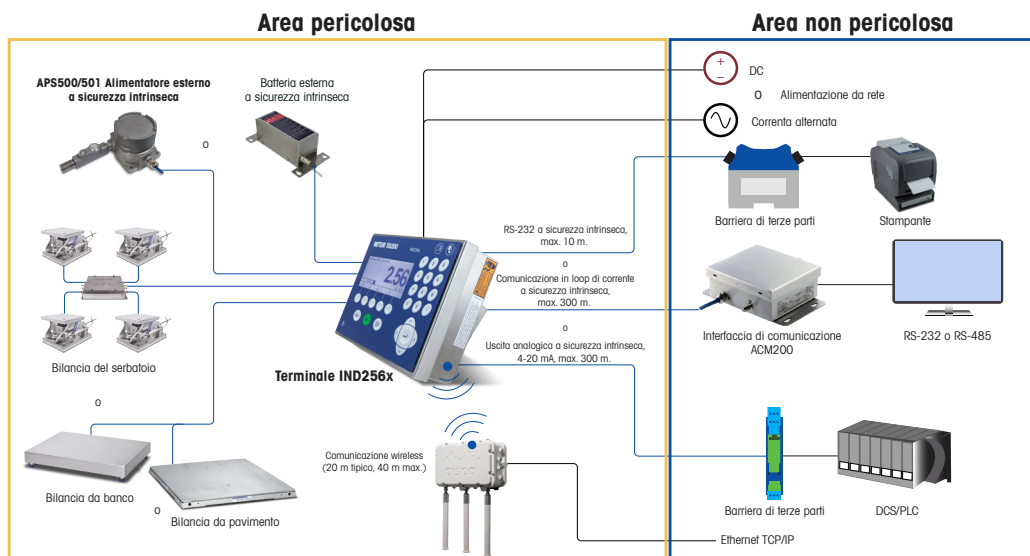 Area pericolosa
Area non pericolosa
APS500/501 Alimentatore esterno
a sicurezza intrinseca
o
Batteria esterna
a sicurezza intrinseca
DC
o
Alimentazione da rete
Correnta alternata
Barriera di terze parti
Stampante
METTLER TOLEDO
2.56
RS-232 a sicurezza intrinseca,
max. 10 m.
o
Comunicazione in loop di corrente
a sicurezza intrinseca,
max. 300 m.
o
Uscita analogica a sicurezza intrinseca,
4-20 mA, max. 300 m.
Interfaccia di comunicazione
ACM200
RS-232 o RS-485
Bilancia del serbatoio
Terminale IND256x
o
Bilancia da banco
o
Bilancia da pavimento
Comunicazione wireless
(20 m tipico, 40 m max.)
Barriera di terze parti
DCS/PLC
Ethernet TCP/IP